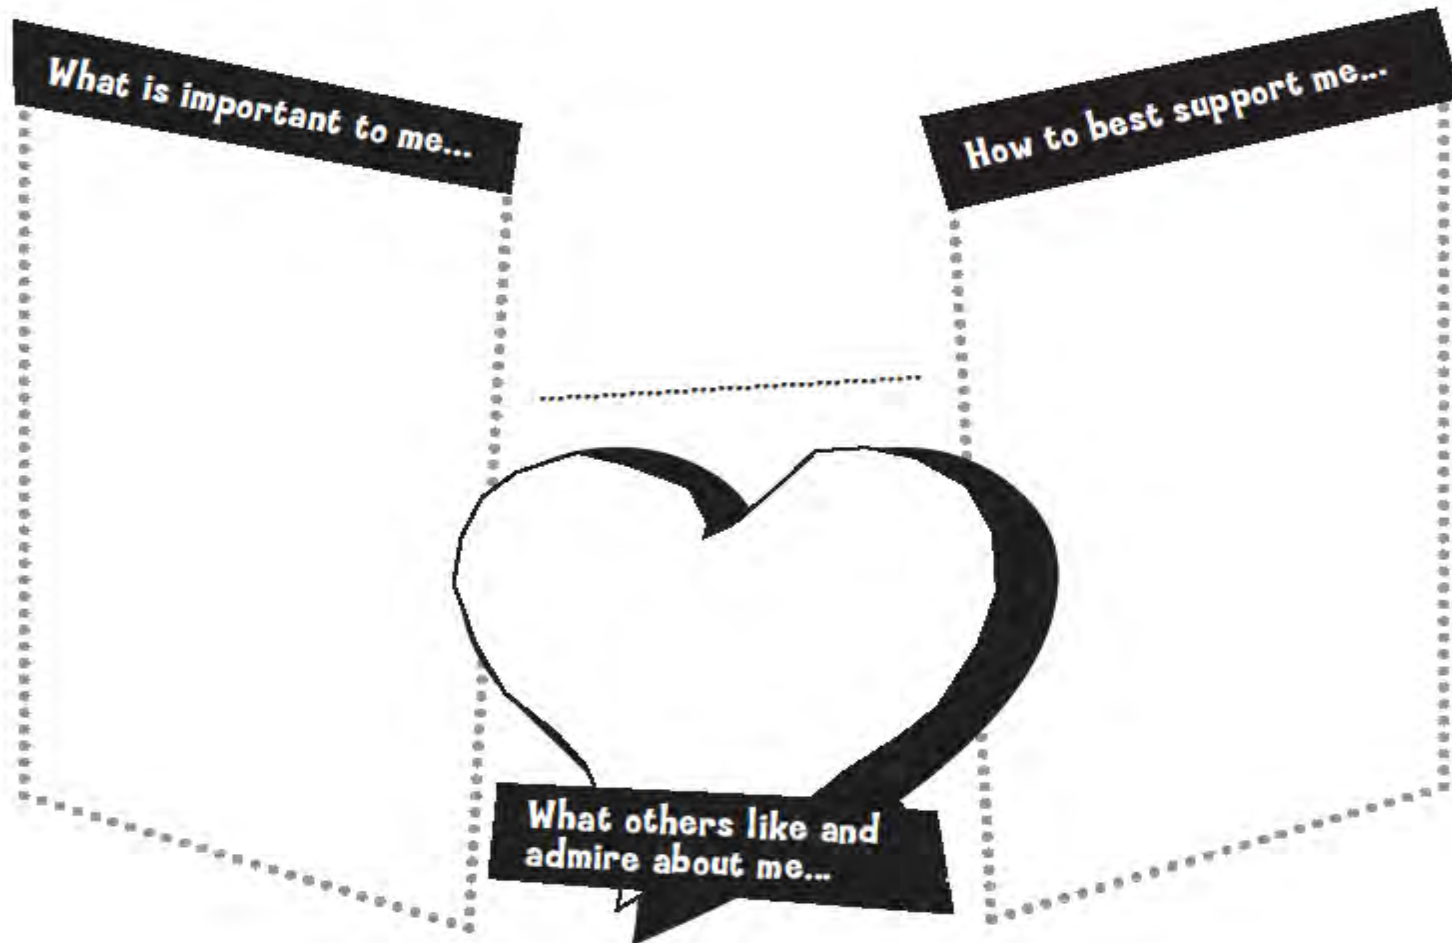 What is important to me...
How to best support me...
What others like and
admire about me...